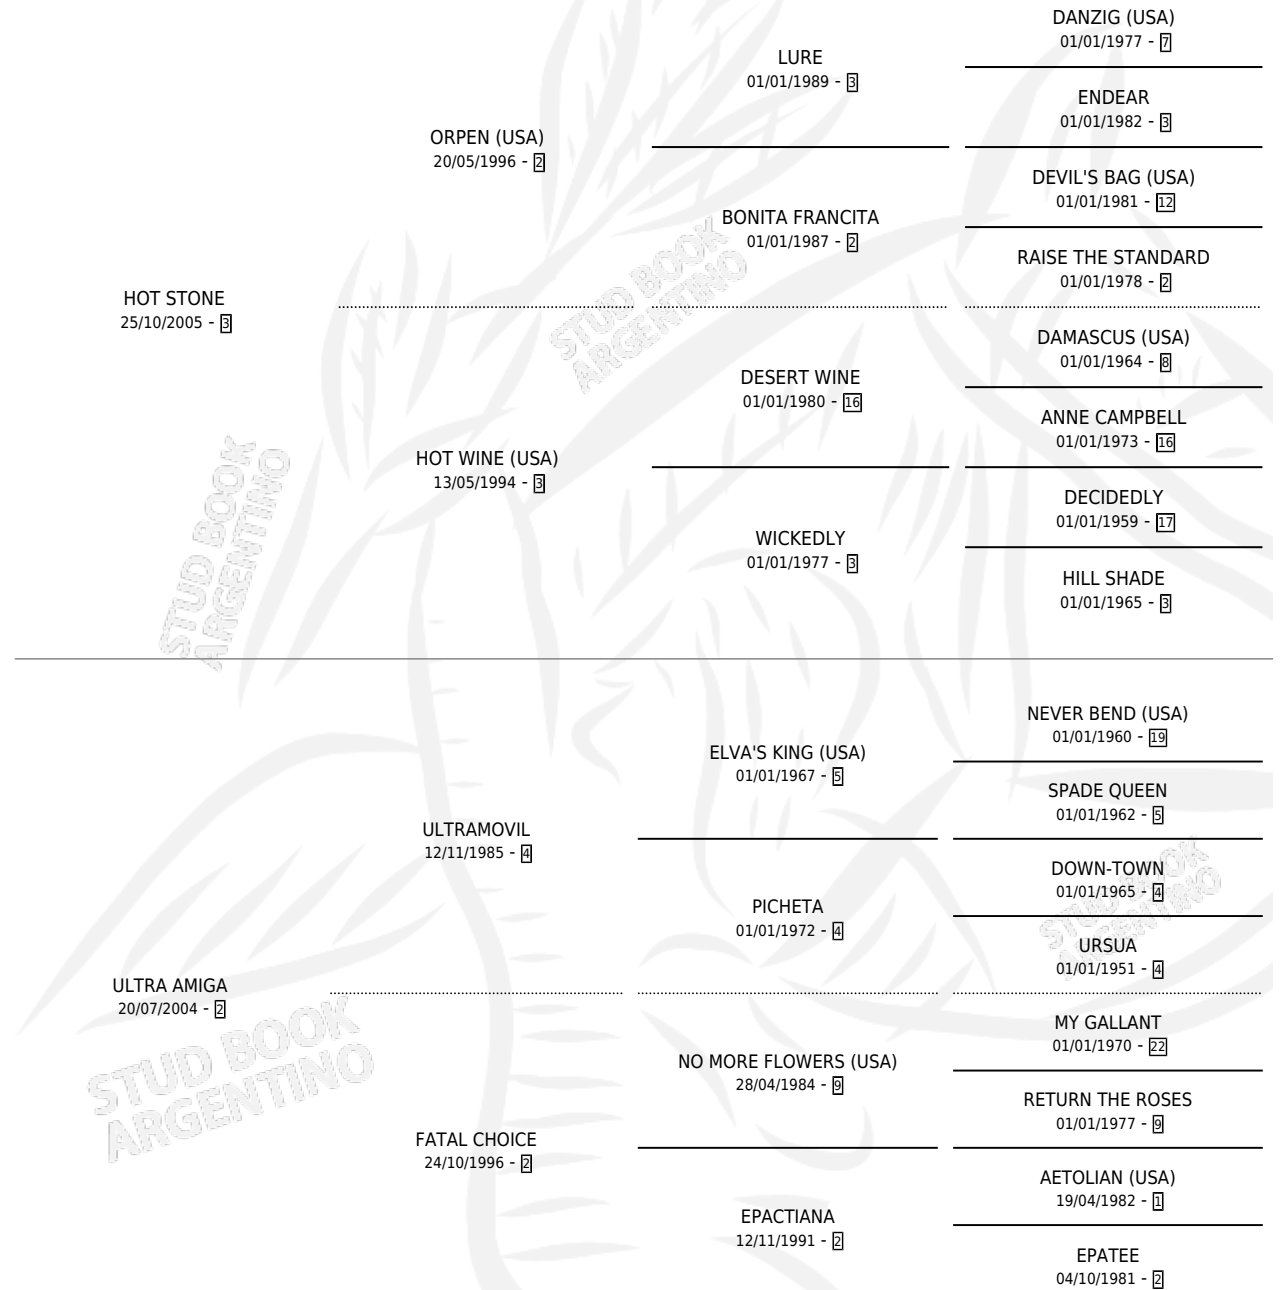 DANZIG (USA)
01/01/1977 - 7
LURE
01/01/1989 - 3
ENDEAR
01/01/1982 - 3
ORPEN (USA)
20/05/1996 - 2
DEVIL'S BAG (USA)
01/01/1981 - 12
BONITA FRANCITA
01/01/1987 - 2
RAISE THE STANDARD
01/01/1978 - 2
HOT STONE
25/10/2005 - 3
STUD BOOK
ARGENTINO
DAMASCUS (USA)
01/01/1964 - 8
DESERT WINE
01/01/1980 - 16
ANNE CAMPBELL
01/01/1973 - 16
HOT WINE (USA)
13/05/1994 - 3
DECIDEDLY
01/01/1959 - 17
WICKEDLY
01/01/1977 - 3
HILL SHADE
01/01/1965 - 3
STUD BOOK
ARGENTINO
NEVER BEND (USA)
01/01/1960 - 19
ELVA'S KING (USA)
01/01/1967 - 5
SPADE QUEEN
01/01/1962 - 5
ULTRAMOVIL
12/11/1985 - 4
DOWN-TOWN
01/01/1965 - 4
PICHETA
01/01/1972 - 4
URSUA
01/01/1951 - 4
STUD BOOK
ARGENTINO
ULTRA AMIGA
20/07/2004 - 2
MY GALLANT
01/01/1970 - 22
NO MORE FLOWERS (USA)
28/04/1984 - 9
RETURN THE ROSES
01/01/1977 - 9
STUD BOOK
ARGENTINO
FATAL CHOICE
24/10/1996 - 2
AETOLIAN (USA)
19/04/1982 - 1
EPACTIANA
12/11/1991 - 2
EPATEE
04/10/1981 - 2